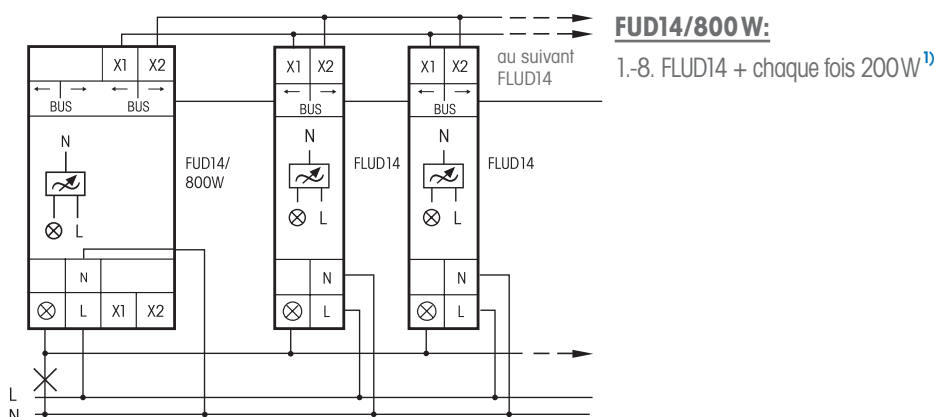 FUD14/800 W:
1.-8. FLUD14 + chaque fois 200 W 1)
X1 X2
X1 X2
X1 X2
au suivant
FLUD14
BUS BUS
BUS
BUS
N
N
N
FUD14/
800W
FLUD14
FLUD14
L
L
L
N
N
N
L X1 X2
L
L
L
N